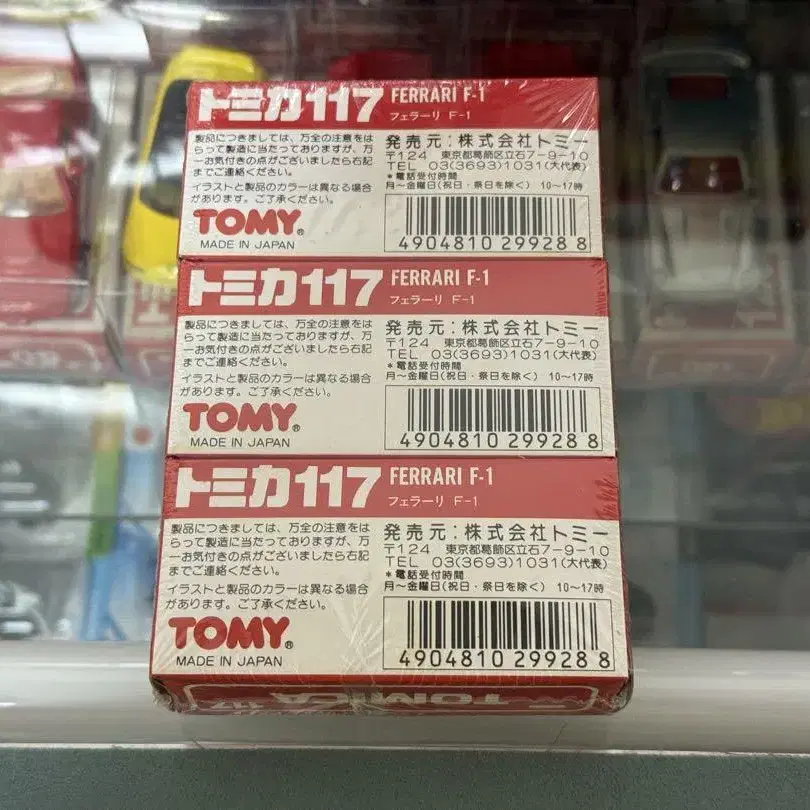 トミカ117 FERRARI F-1
フェラーリ F-1
製品につきましては、万全の注意をは
らって製造に当たっておりますが、万
一お気付きの点がございましたら右記
までご連絡ください。
イラストと製品のカラーは異なる場合
があります。ご了承ください。
TOMY®
MADE IN JAPAN
発売元:株式会社トミー
〒124 東京都葛飾区立石7-9-10
TEL 03(3693)1031(大代表)
*電話受付時間
月~金曜日(祝日・祭日を除く) 10~17時
4904810 299288
トミカ117 FERRARI F-1
フェラーリ F-1
製品につきましては、万全の注意をは
らって製造に当たっておりますが、万
一お気付きの点がございましたら右記
までご連絡ください。
イラストと製品のカラーは異なる場合
があります。ご了承ください。
TOMY®
MADE IN JAPAN
発売元:株式会社トミー
〒124 東京都葛飾区立石7-9-10
TEL 03(3693)1031(大代表)
*電話受付時間
月~金曜日(祝日・祭日を除く) 10~17時
4904810 299288
トミカ117 FERRARI F-1
フェラーリ F-1
製品につきましては、万全の注意をは
らって製造に当たっておりますが、万
一お気付きの点がございましたら右記
までご連絡ください。
イラストと製品のカラーは異なる場合
があります。ご了承ください。
TOMY®
MADE IN JAPAN
発売元:株式会社トミー
〒124 東京都葛飾区立石7-9-10
TEL 03(3693)1031(大代表)
*電話受付時間
月~金曜日(祝日・祭日を除く) 10~17時
4904810 299288
TOMICA